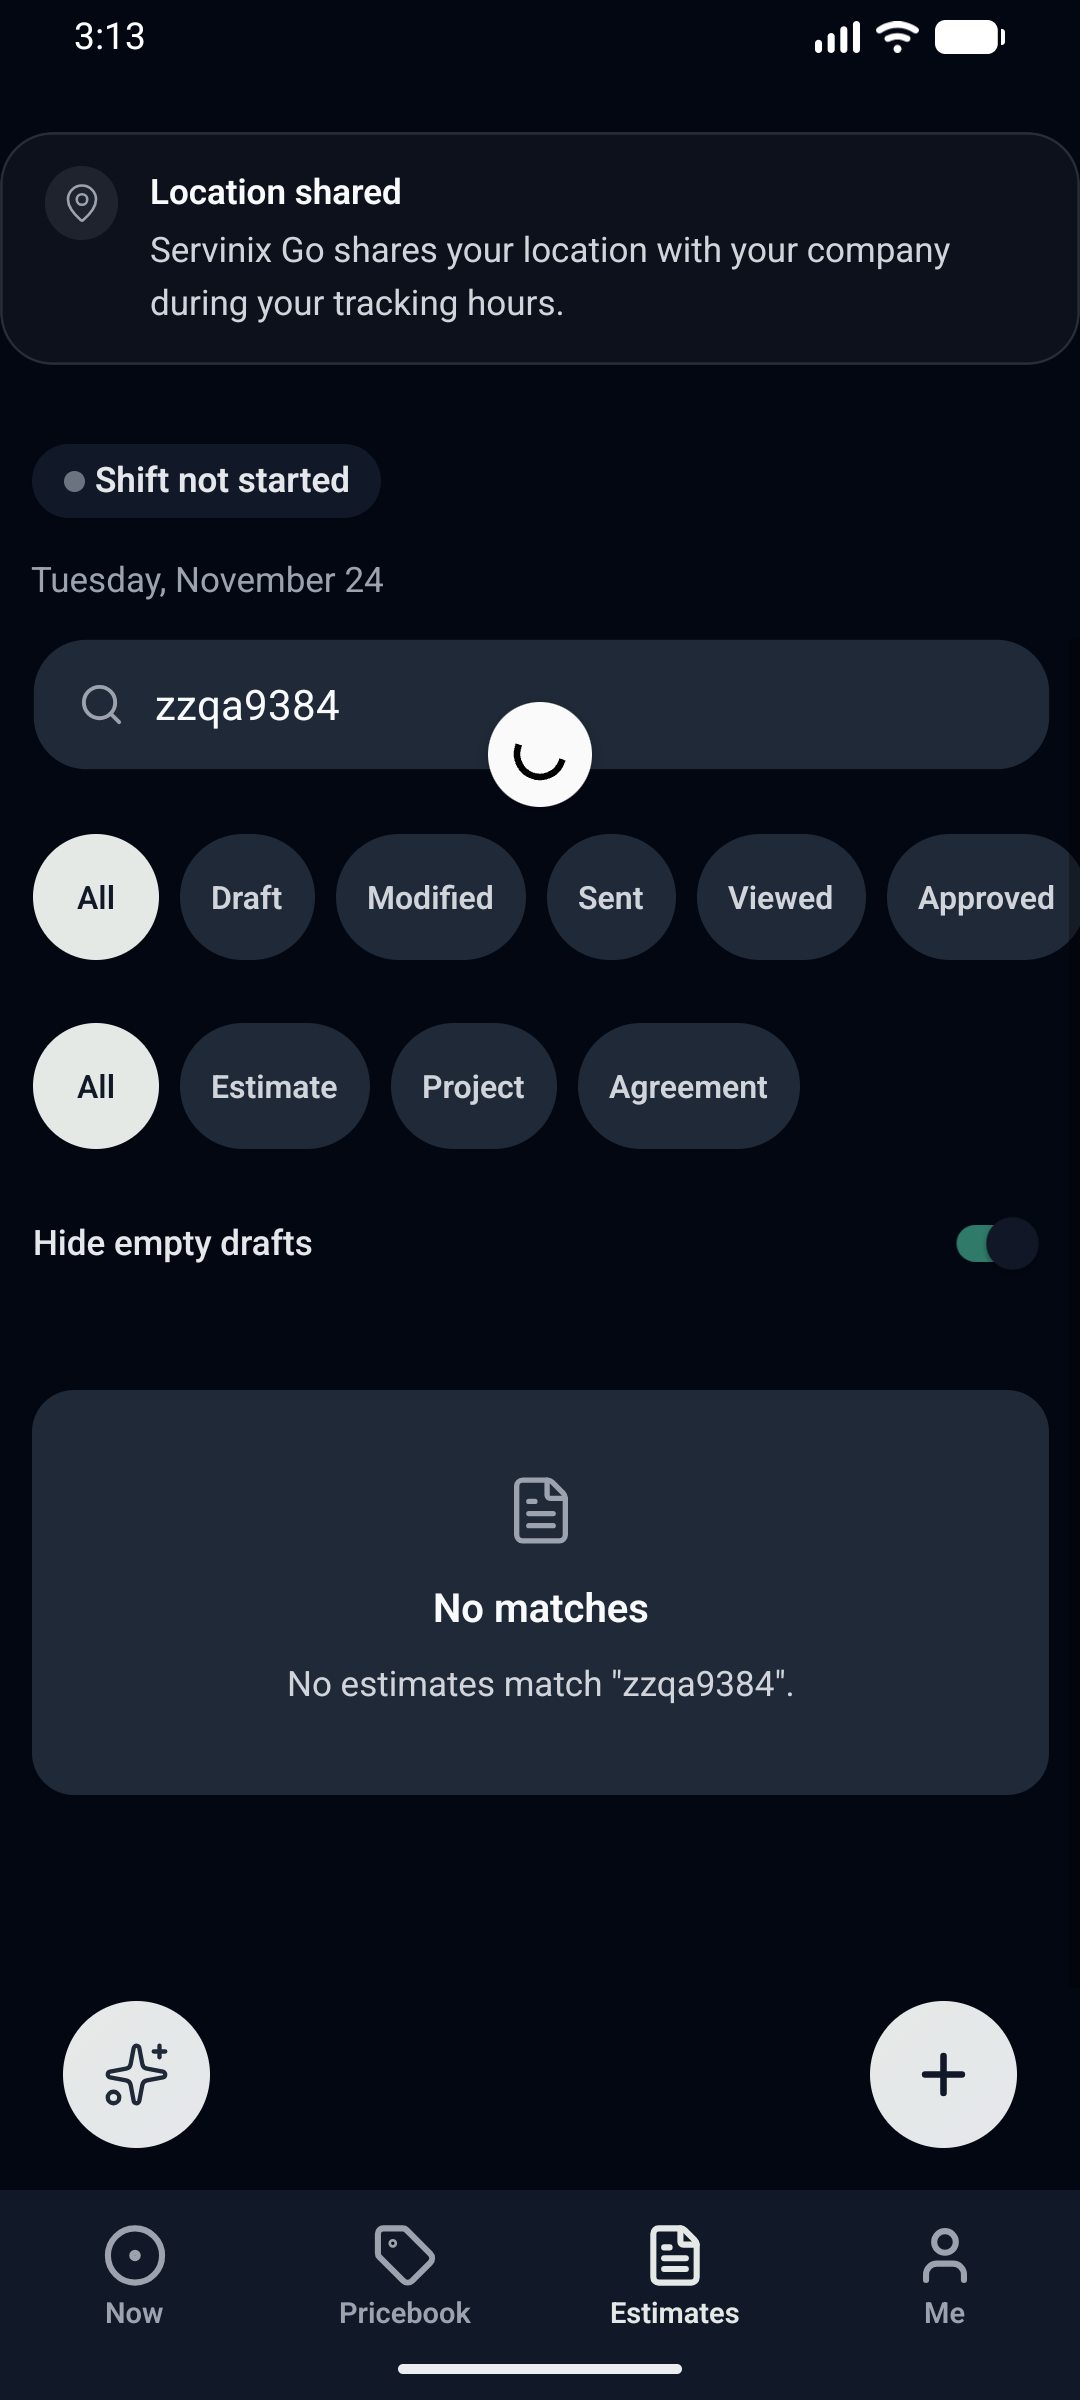 3:13
Location shared
Servinix Go shares your location with your company
during your tracking hours.
Shift not started
Tuesday, November 24
zzqa9384
All Draft Modified Sent Viewed Approved
All Estimate Project Agreement
Hide empty drafts
No matches
No estimates match "zzqa9384".
Now Pricebook Estimates Me